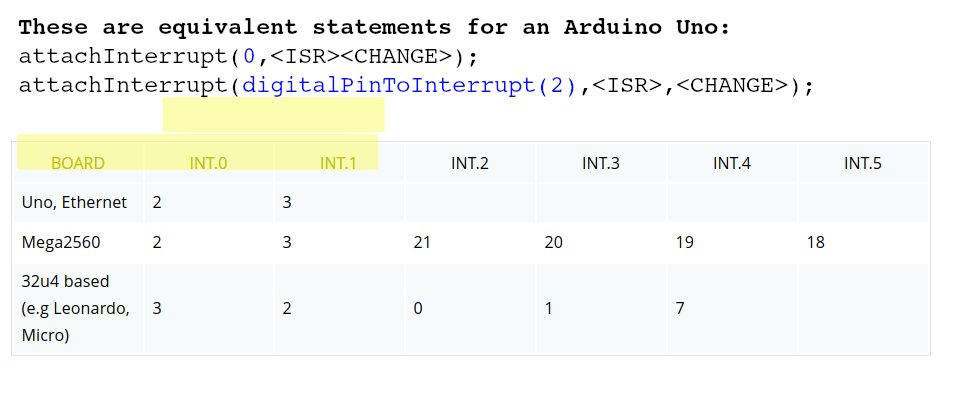 These are equivalent statements for an Arduino Uno:
attachInterrupt(0,<ISR><CHANGE>);
attachInterrupt(digitalPinToInterrupt(2),<ISR>,<CHANGE>);
BOARD INT.0 INT.1 INT.2 INT.3 INT.4 INT.5
Uno, Ethernet 2 3
Mega2560 2 3 21 20 19 18
32u4 based
(e.g Leonardo, 3 2 0 1 7
Micro)